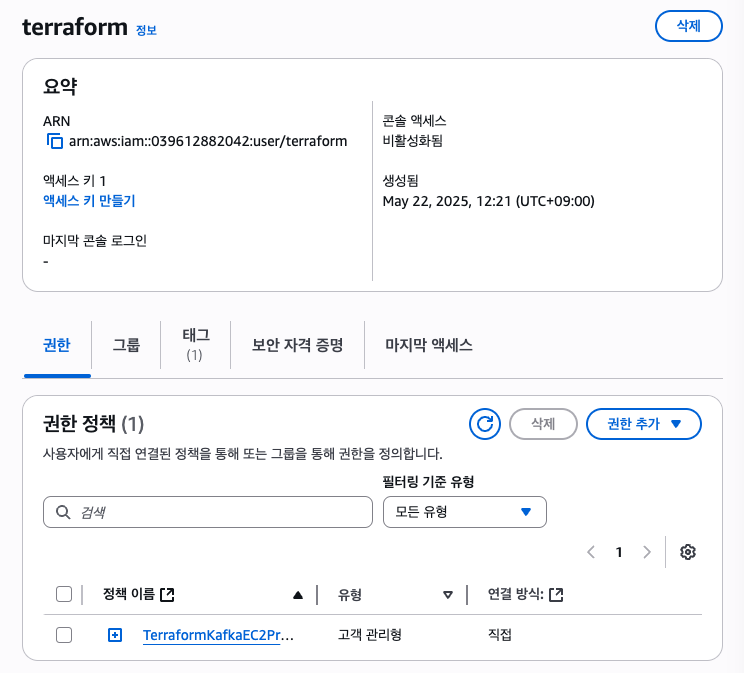 terraform 정보
삭제
요약
ARN
arn:aws:iam::039612882042:user/terraform
액세스 키 1
액세스 키 만들기
마지막 콘솔 로그인
-
콘솔 액세스
비활성화됨
생성됨
May 22, 2025, 12:21 (UTC+09:00)
권한
그룹
태그
(1)
보안 자격 증명
마지막 액세스
권한 정책 (1)
삭제
권한 추가
사용자에게 직접 연결된 정책을 통해 또는 그룹을 통해 권한을 정의합니다.
필터링 기준 유형
검색
모든 유형
1
정책 이름
유형
연결 방식:
TerraformKafkaEC2Pr...
고객 관리형
직접